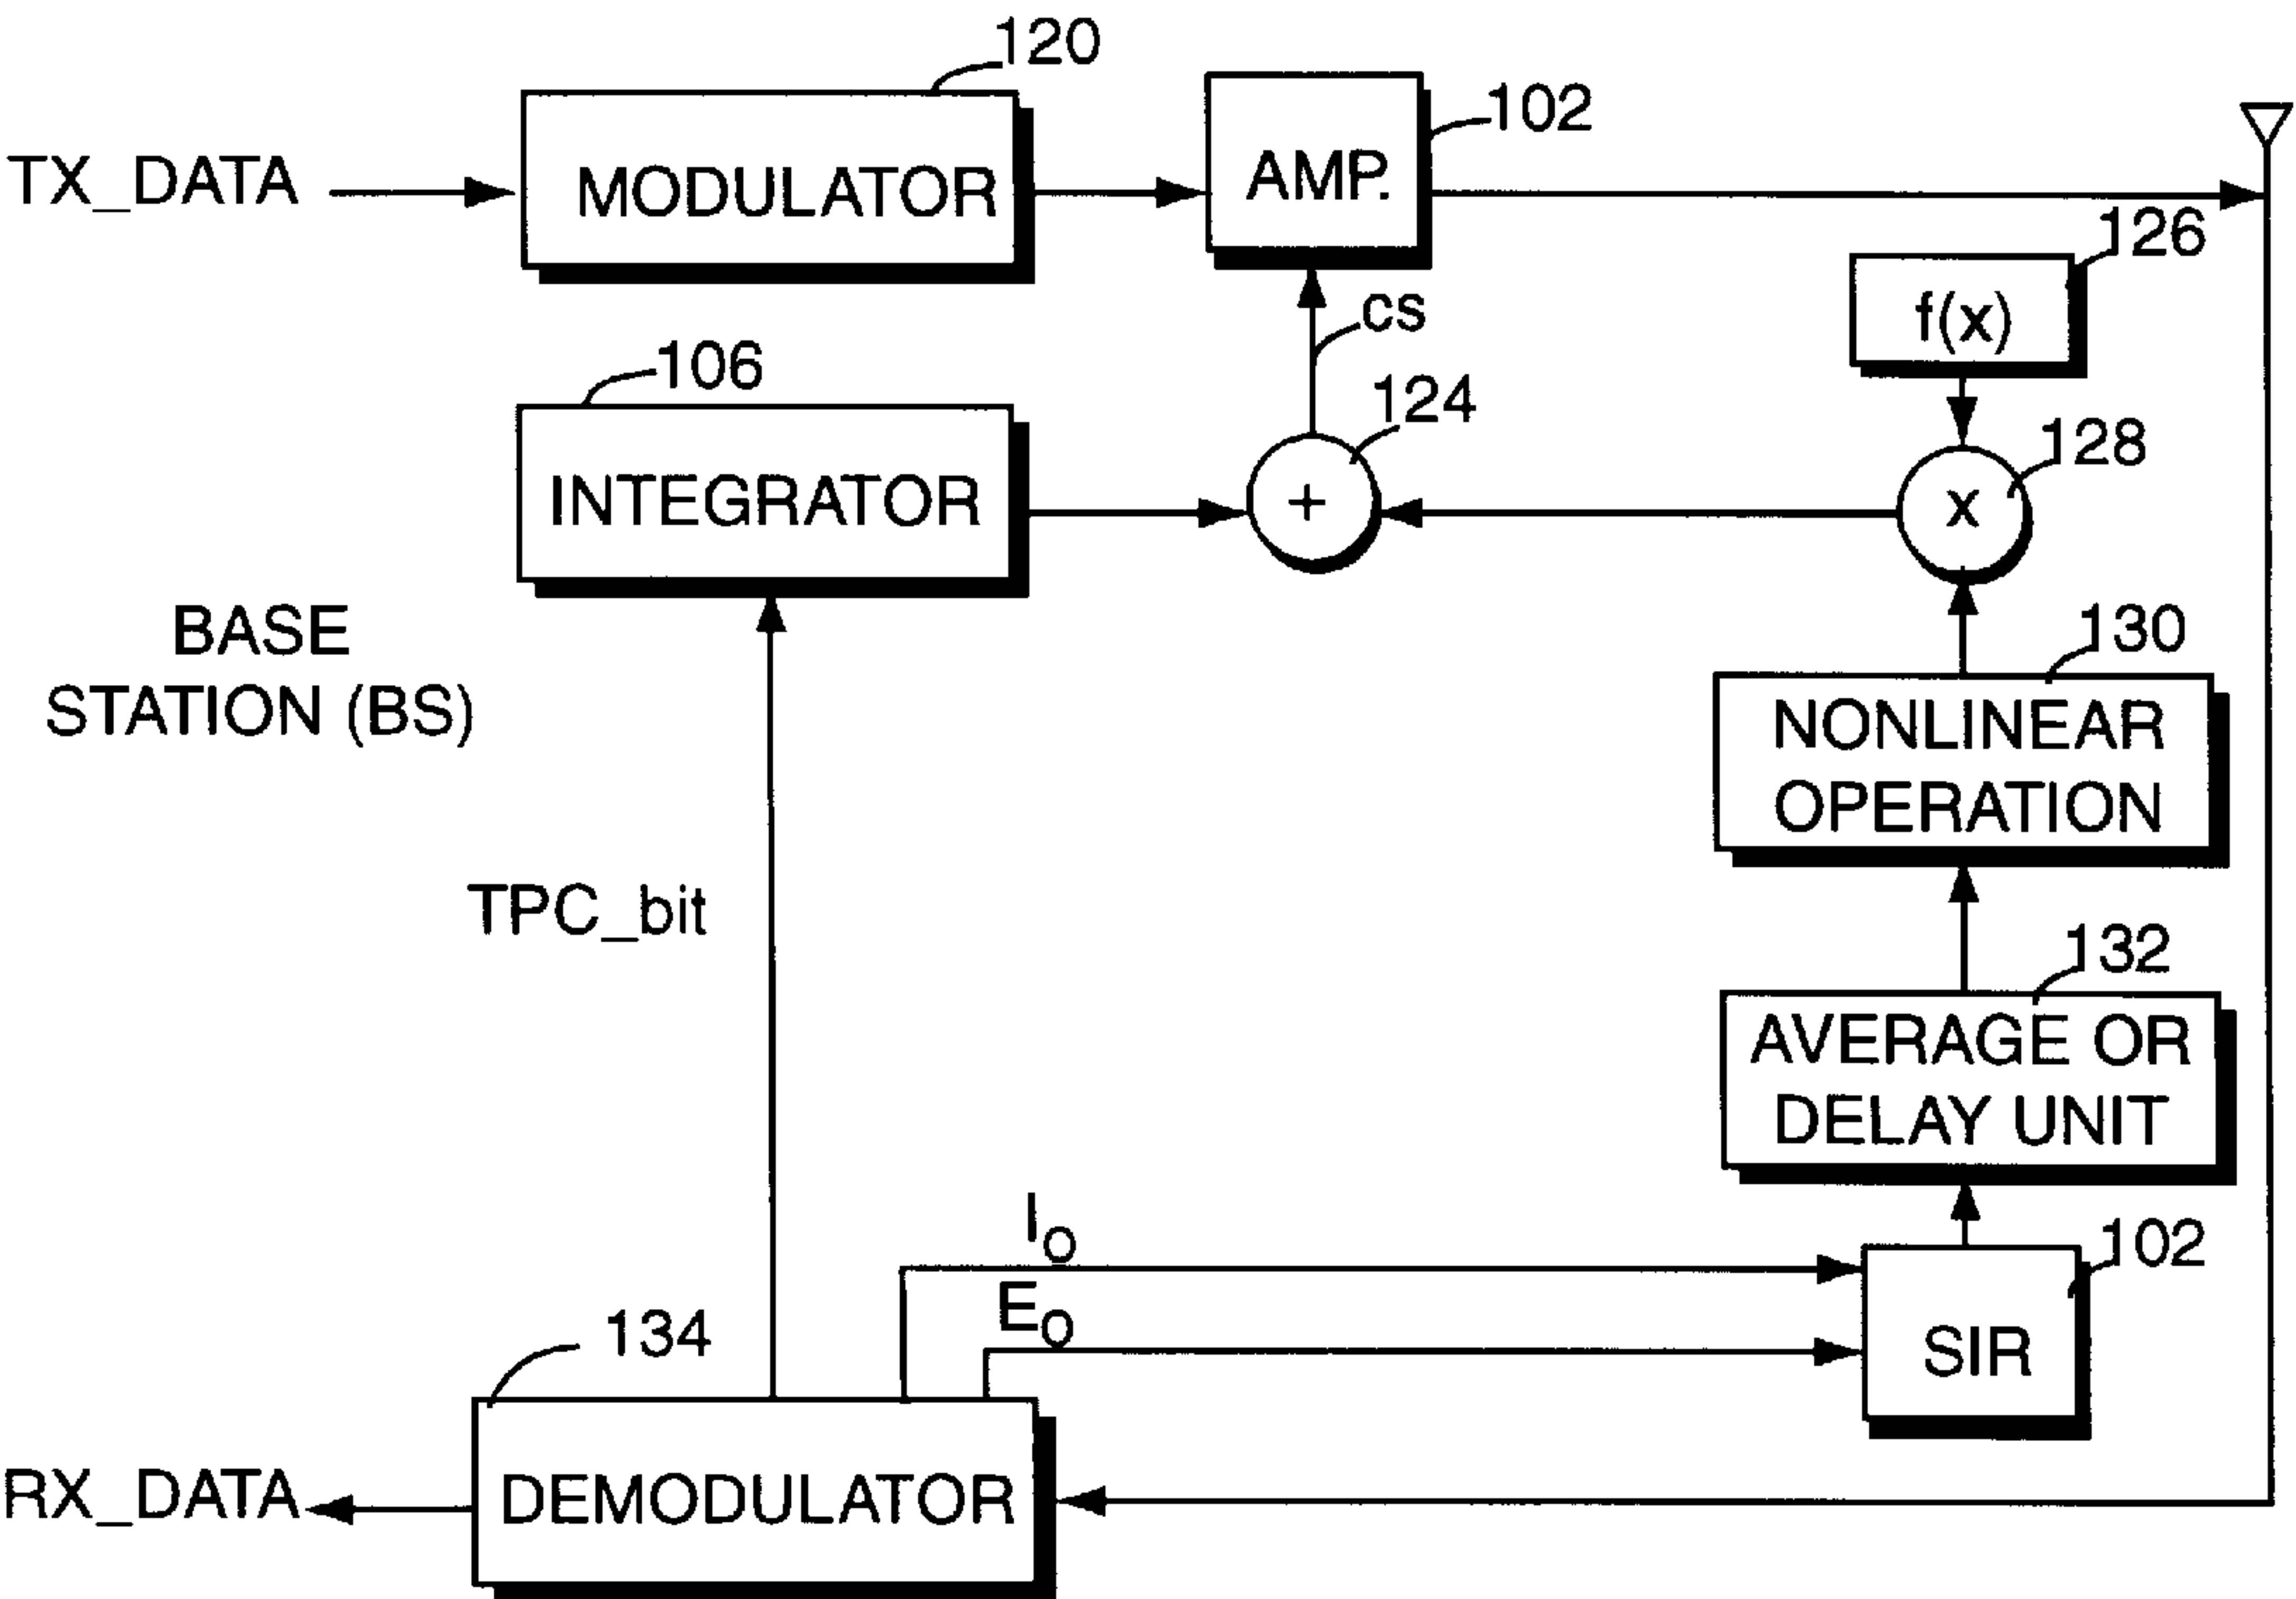 120
102
TX_DATA
MODULATOR
AMP.
126
f(x)
cs
106
124
128
INTEGRATOR
+
x
BASE
STATION (BS)
130
NONLINEAR
OPERATION
TPC_bit
132
AVERAGE OR
DELAY UNIT
Io
102
Eo
134
SIR
RX_DATA
DEMODULATOR